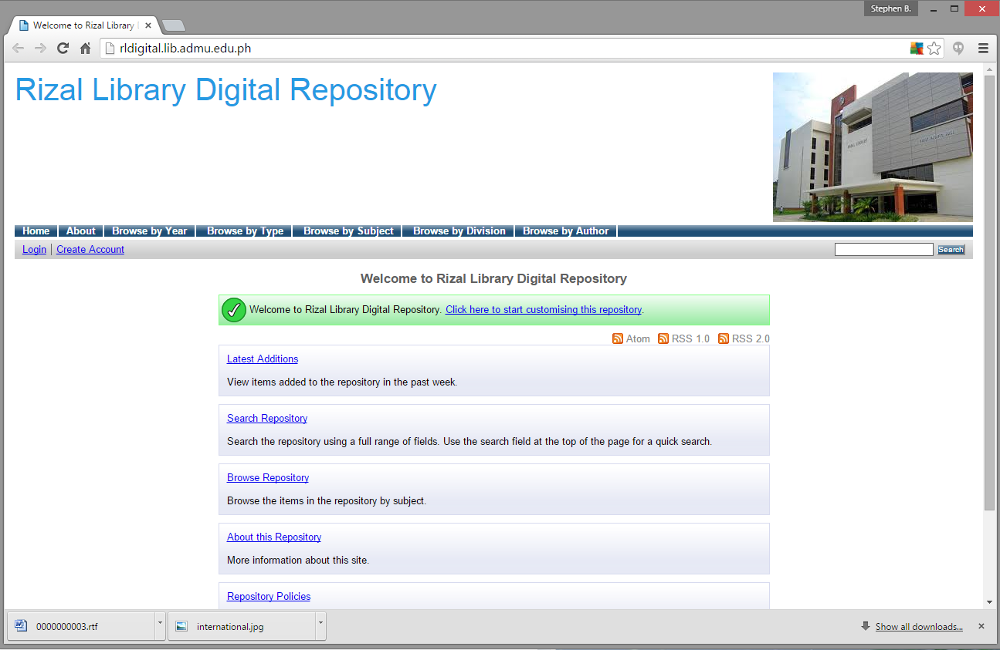 Stephen B.
Welcome to Rizal Library
rldigital.lib.admu.edu.ph
Rizal Library Digital Repository
Home About Browse by Year Browse by Type Browse by Subject Browse by Division Browse by Author
Login | Create Account Search
Welcome to Rizal Library Digital Repository
Welcome to Rizal Library Digital Repository. Click here to start customising this repository.
Atom RSS 1.0 RSS 2.0
Latest Additions
View items added to the repository in the past week.
Search Repository
Search the repository using a full range of fields. Use the search field at the top of the page for a quick search.
Browse Repository
Browse the items in the repository by subject.
About this Repository
More information about this site.
Repository Policies
0000000003.rtf international.jpg Show all downloads...